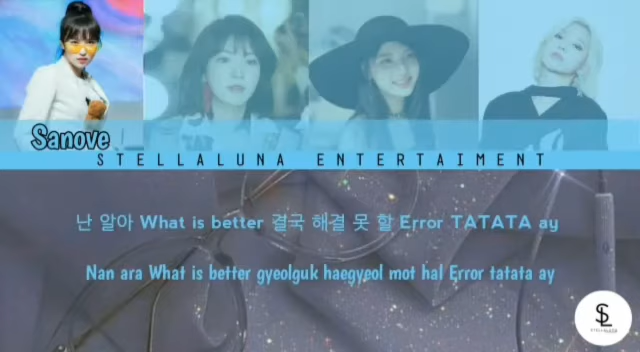 Sanove
STELLALUNA ENTERTAIMENT
난 알아 What is better 결국 해결 못 할 Error TATATA ay
Nan ara What is better gyeolguk haegyeol mot hal Error tatata ay
SL
STELLALUNA